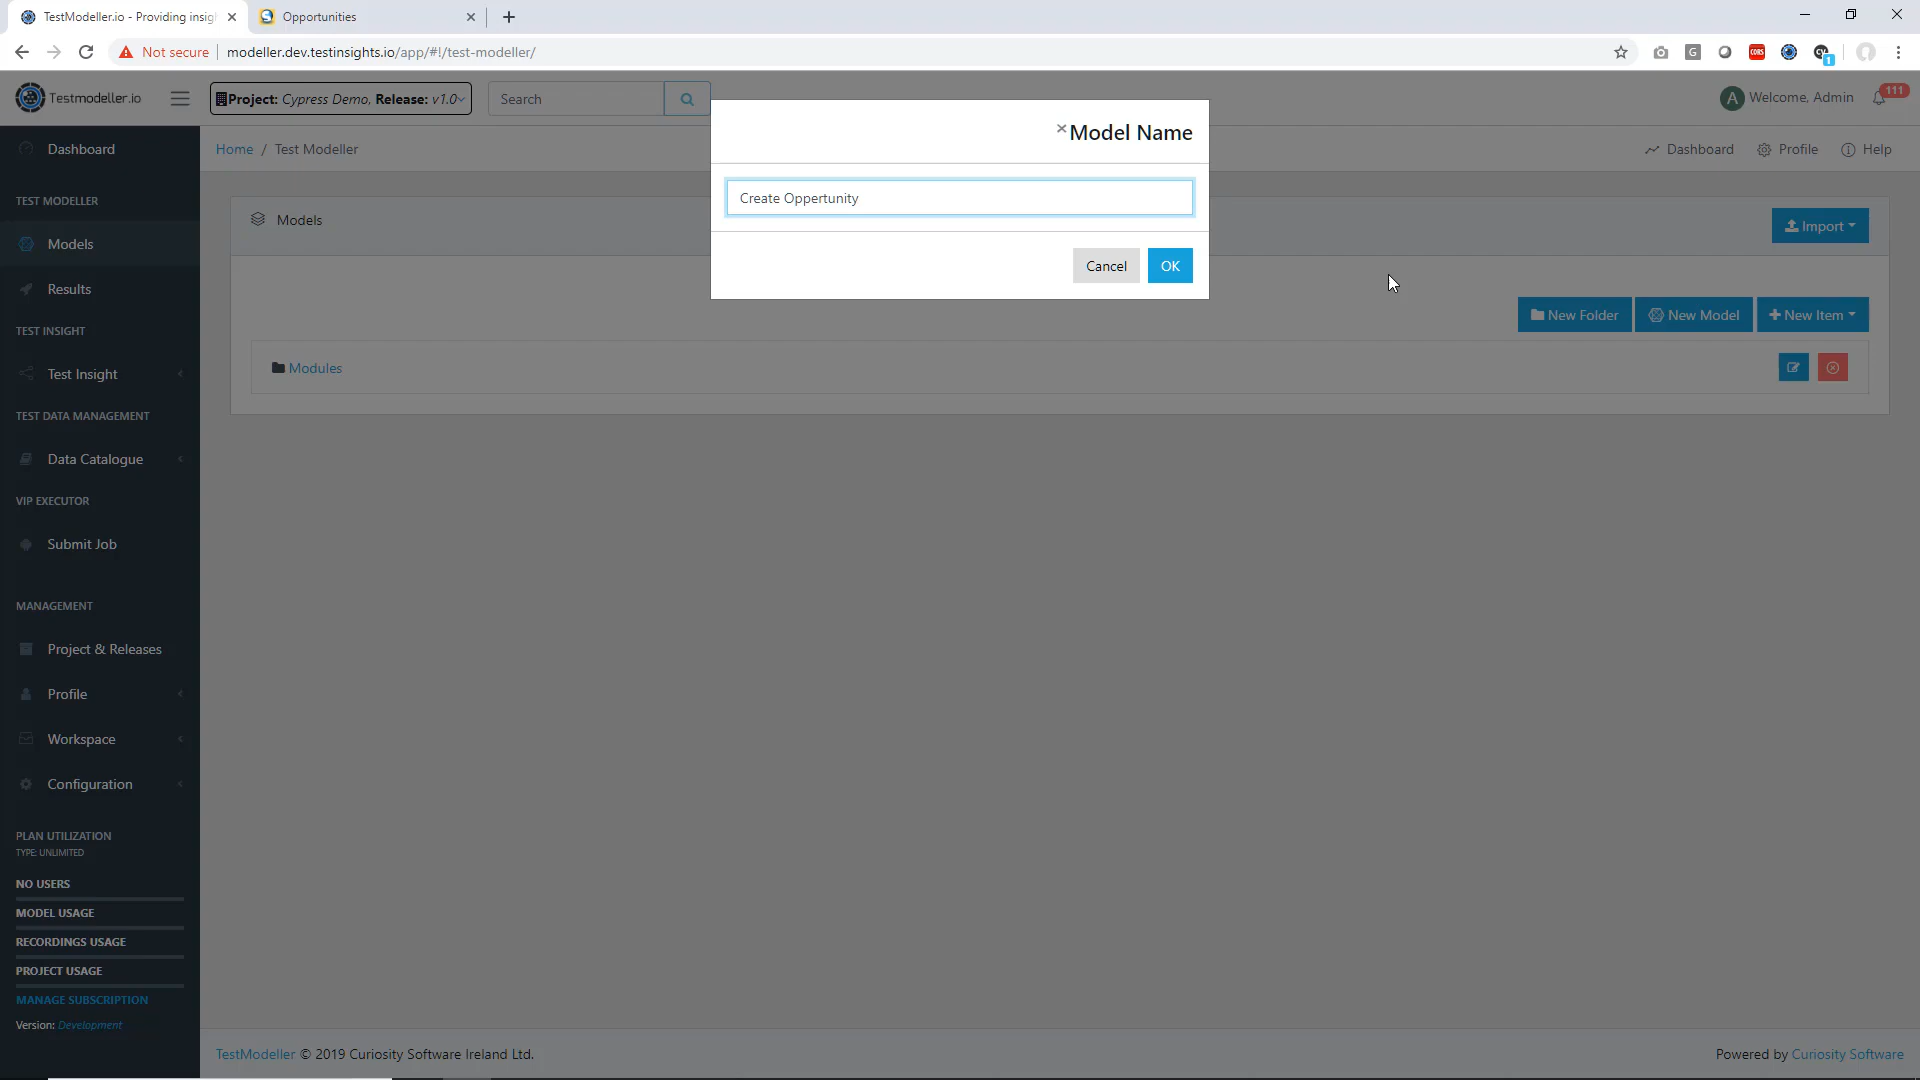 TestModeller.io - Providing insig
Opportunities
Not secure
modeller.dev.testinsights.io/app/#!/test-modeller/
G
CORS
1
Testmodeller.io
Project: Cypress Demo, Release: v1.0
Search
A
Welcome, Admin
111
Model Name
Create Oppertunity
Cancel
OK
Home / Test Modeller
Dashboard
Profile
Help
Models
Import
New Folder
New Model
New Item
Modules
Dashboard
TEST MODELLER
Models
Results
TEST INSIGHT
Test Insight
TEST DATA MANAGEMENT
Data Catalogue
VIP EXECUTOR
Submit Job
MANAGEMENT
Project & Releases
Profile
Workspace
Configuration
PLAN UTILIZATION
TYPE: UNLIMITED
NO USERS
MODEL USAGE
RECORDINGS USAGE
PROJECT USAGE
MANAGE SUBSCRIPTION
Version: Development
TestModeller © 2019 Curiosity Software Ireland Ltd.
Powered by Curiosity Software